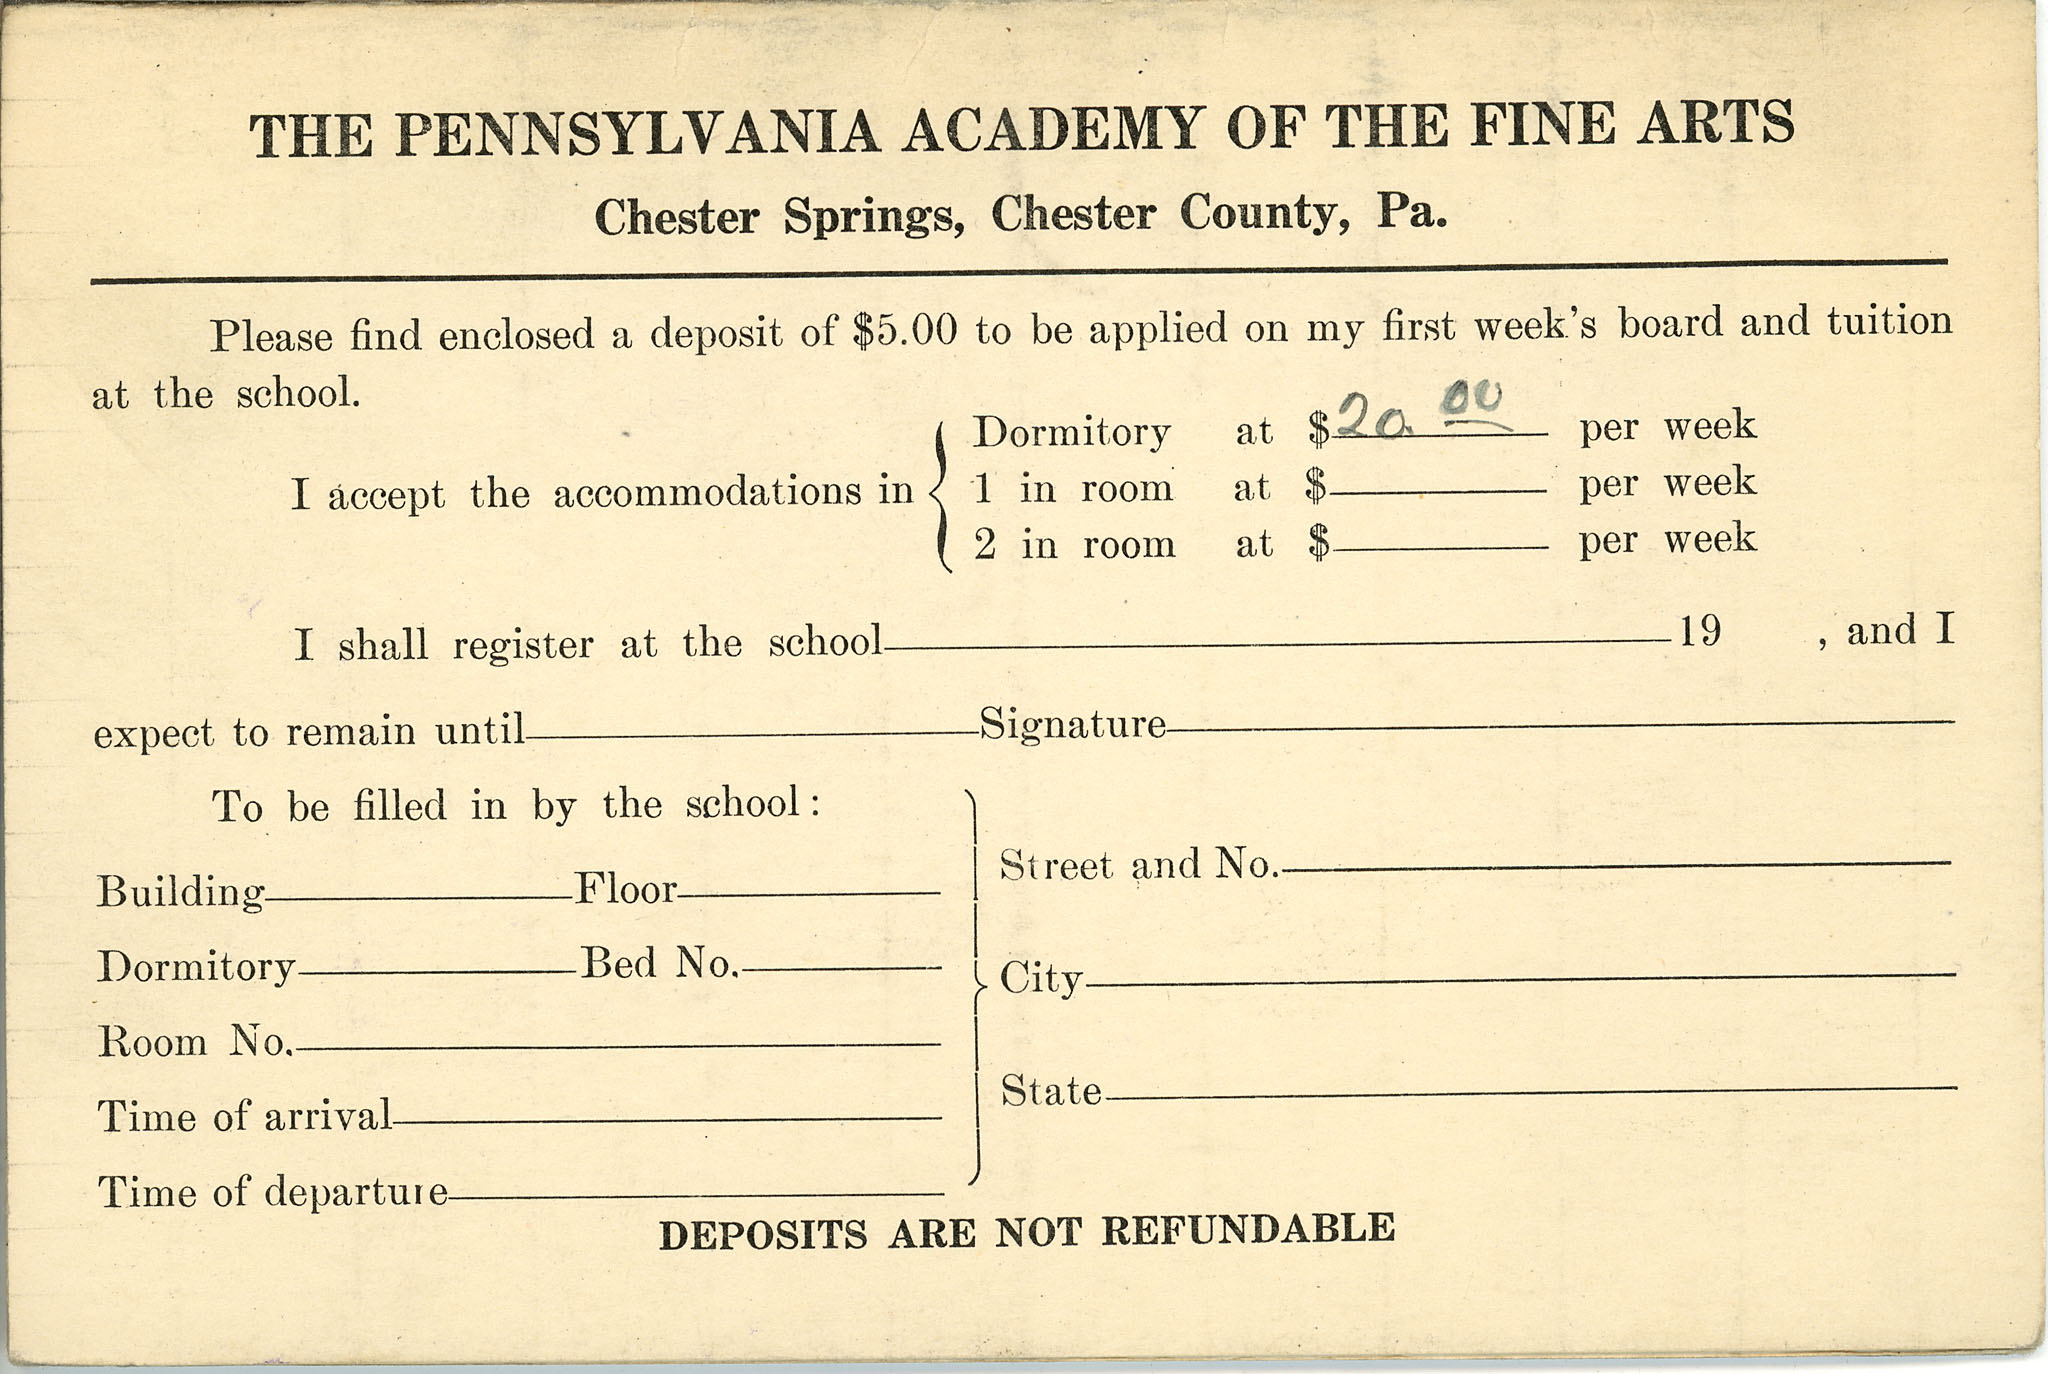 THE PENNSYLVANIA ACADEMY OF THE FINE ARTS
Chester Springs, Chester County, Pa.
Please find enclosed a deposit of $5.00 to be applied on my first week's board and tuition
at the school.
I accept the accommodations in
Dormitory at $20.00 per week
1 in room at $ per week
2 in room at $ per week
I shall register at the school 19 , and I
expect to remain until Signature
To be filled in by the school:
Building Floor
Dormitory Bed No.
Room No.
Time of arrival
Time of departure
Street and No.
City
State
DEPOSITS ARE NOT REFUNDABLE